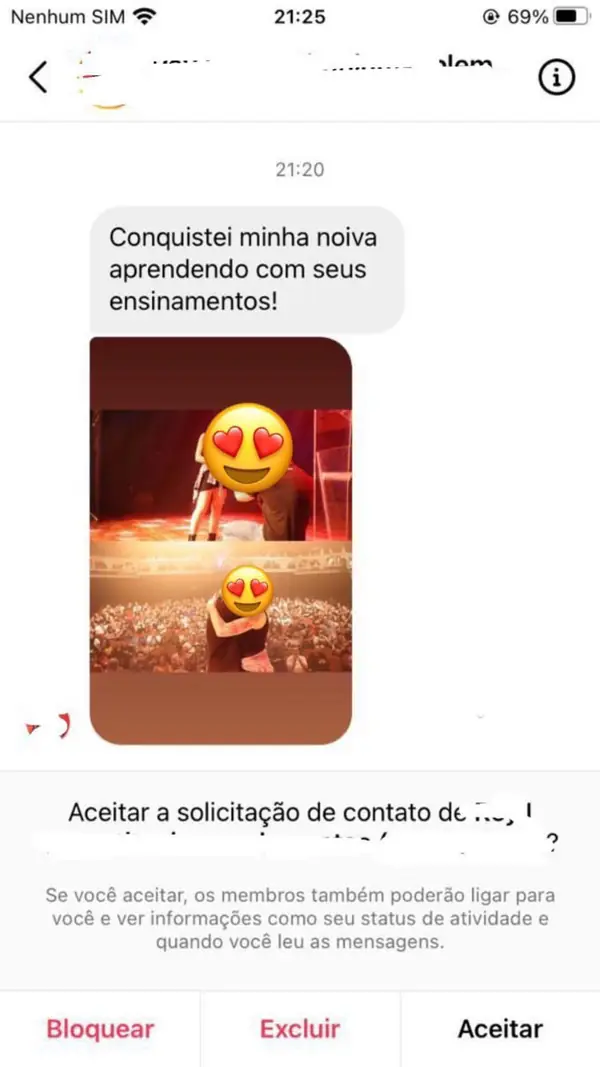 Nenhum SIM 21:25 69%
21:20
Conquistei minha noiva
aprendendo com seus
ensinamentos!
Aceitar a solicitação de contato de
?
Se você aceitar, os membros também poderão ligar para
você e ver informações como seu status de atividade e
quando você leu as mensagens.
Bloquear Excluir Aceitar